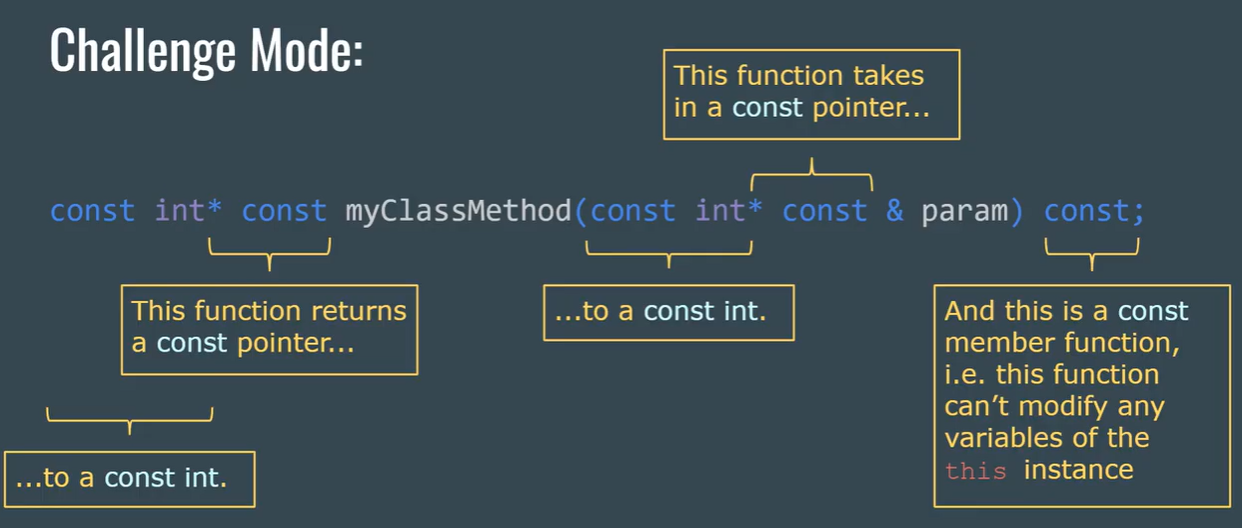 Challenge Mode:
This function takes
in a const pointer...
const int* const myClassMethod(const int* const & param) const;
This function returns
a const pointer...
...to a const int.
And this is a const
member function,
i.e. this function
can’t modify any
variables of the
this instance
...to a const int.